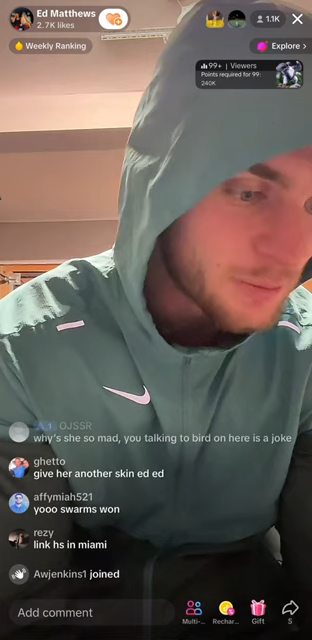 Ed Matthews
2.7K likes
1.1K
Weekly Ranking
Explore
99+ | Viewers
Points required for 99:
240K
OJSSR
why's she so mad, you talking to bird on here is a joke
ghetto
give her another skin ed ed
affymiah521
yooo swarms won
rezy
link hs in miami
Awjenkins1 joined
Add comment
Multi-...
Rechar...
Gift
5